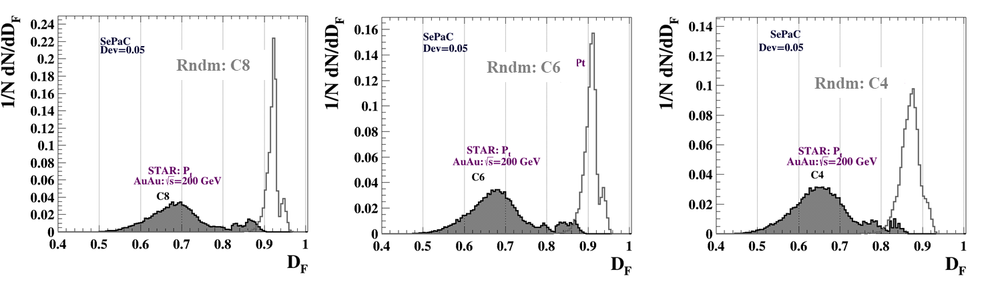 1/N dN/dD_F
0.24
0.22
0.2
0.18
0.16
0.14
0.12
0.1
0.08
0.06
0.04
0.02
0
SePaC
Dev=0.05
Rndm: C8
STAR: P_t
AuAu:√s=200 GeV
C8
0.4 0.5 0.6 0.7 0.8 0.9 1
D_F
1/N dN/dD_F
0.16
0.14
0.12
0.1
0.08
0.06
0.04
0.02
0
SePaC
Dev=0.05
Rndm: C6
Pt
STAR: P_t
AuAu:√s=200 GeV
C6
0.4 0.5 0.6 0.7 0.8 0.9 1
D_F
1/N dN/dD_F
0.14
0.12
0.1
0.08
0.06
0.04
0.02
0
SePaC
Dev=0.05
Rndm: C4
STAR: P_t
AuAu:√s=200 GeV
C4
0.4 0.5 0.6 0.7 0.8 0.9 1
D_F